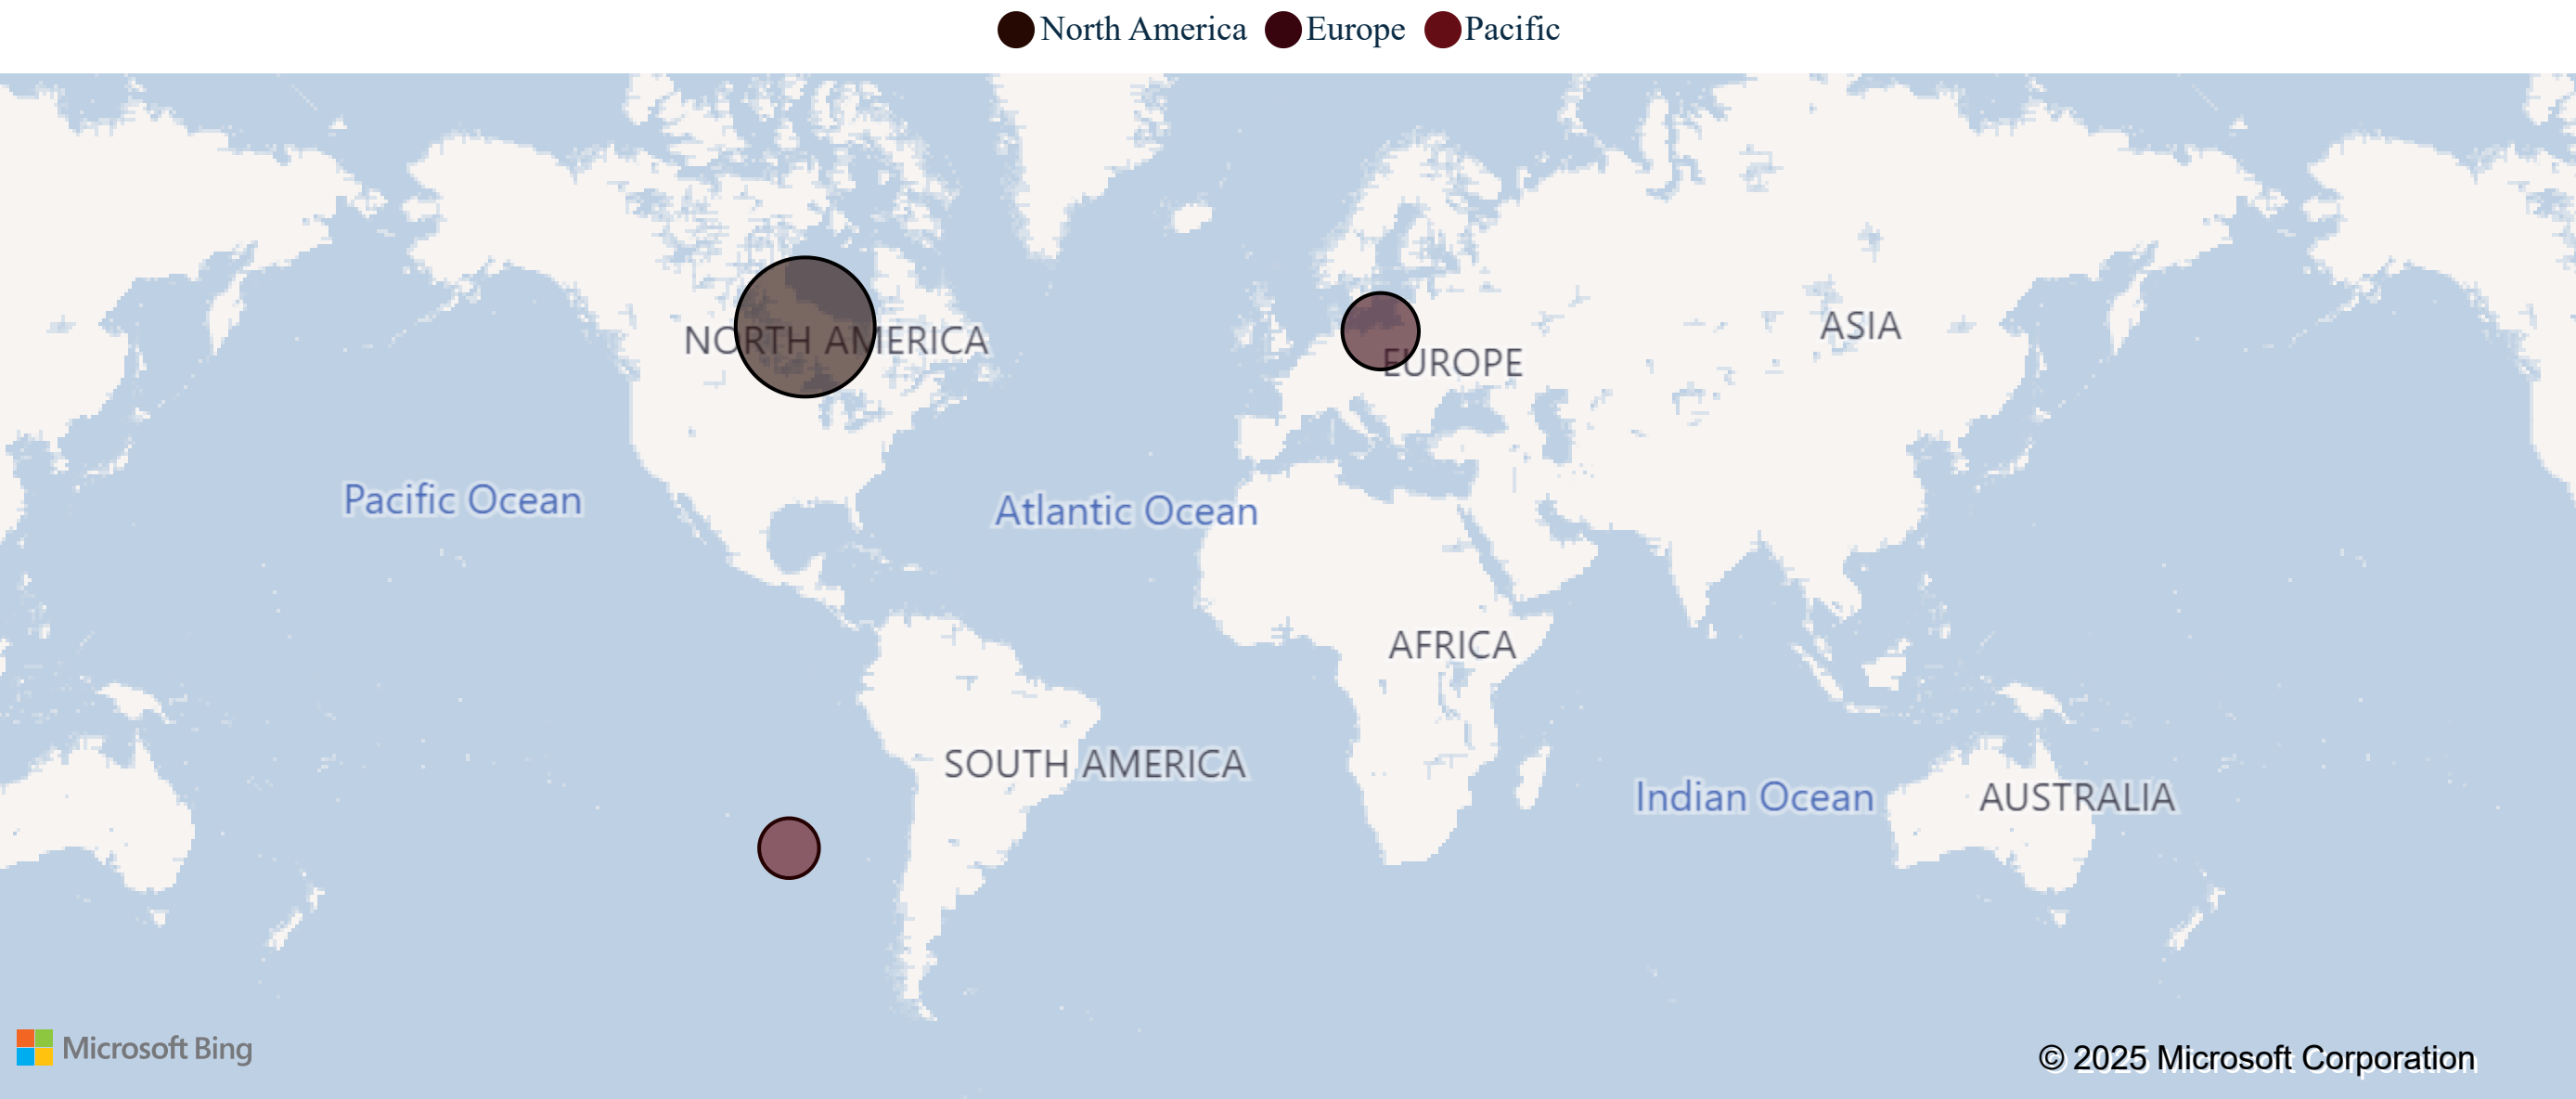 North America Europe Pacific
NORTH AMERICA
ASIA
EUROPE
Pacific Ocean
Atlantic Ocean
AFRICA
SOUTH AMERICA
Indian Ocean
AUSTRALIA
Microsoft Bing
© 2025 Microsoft Corporation